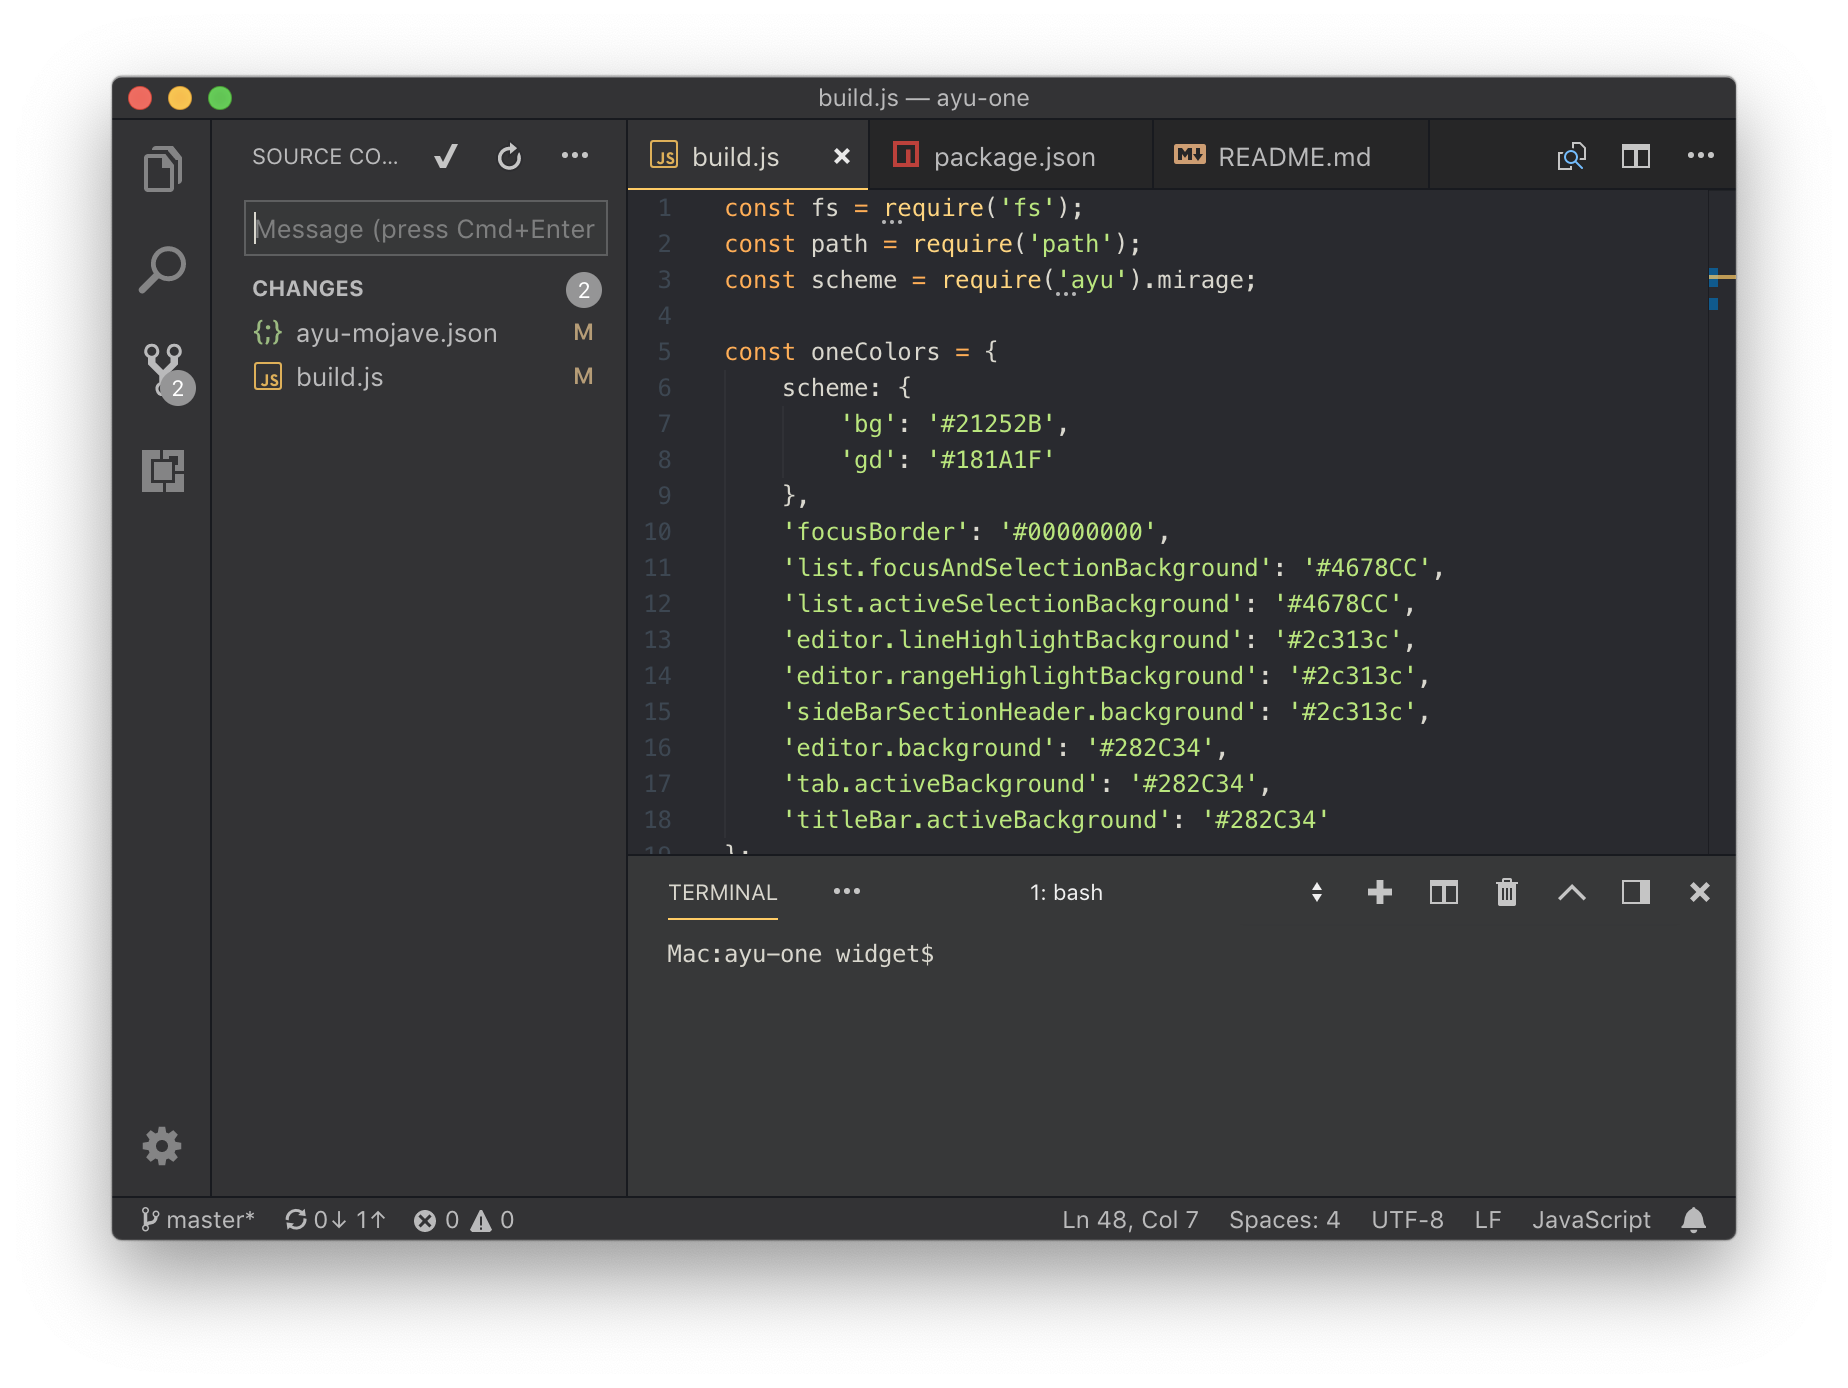 build.js — ayu-one
SOURCE CO...
Message (press Cmd+Enter
CHANGES 2
{;} ayu-mojave.json M
JS build.js M
2
JS build.js
package.json
M↓ README.md
1 const fs = require('fs');
2 const path = require('path');
3 const scheme = require('ayu').mirage;
4
5 const oneColors = {
6 scheme: {
7 'bg': '#21252B',
8 'gd': '#181A1F'
9 },
10 'focusBorder': '#00000000',
11 'list.focusAndSelectionBackground': '#4678CC',
12 'list.activeSelectionBackground': '#4678CC',
13 'editor.lineHighlightBackground': '#2c313c',
14 'editor.rangeHighlightBackground': '#2c313c',
15 'sideBarSectionHeader.background': '#2c313c',
16 'editor.background': '#282C34',
17 'tab.activeBackground': '#282C34',
18 'titleBar.activeBackground': '#282C34'
19 };
TERMINAL
1: bash
Mac:ayu-one widget$
master* 0↓ 1↑ 0 0
Ln 48, Col 7 Spaces: 4 UTF-8 LF JavaScript